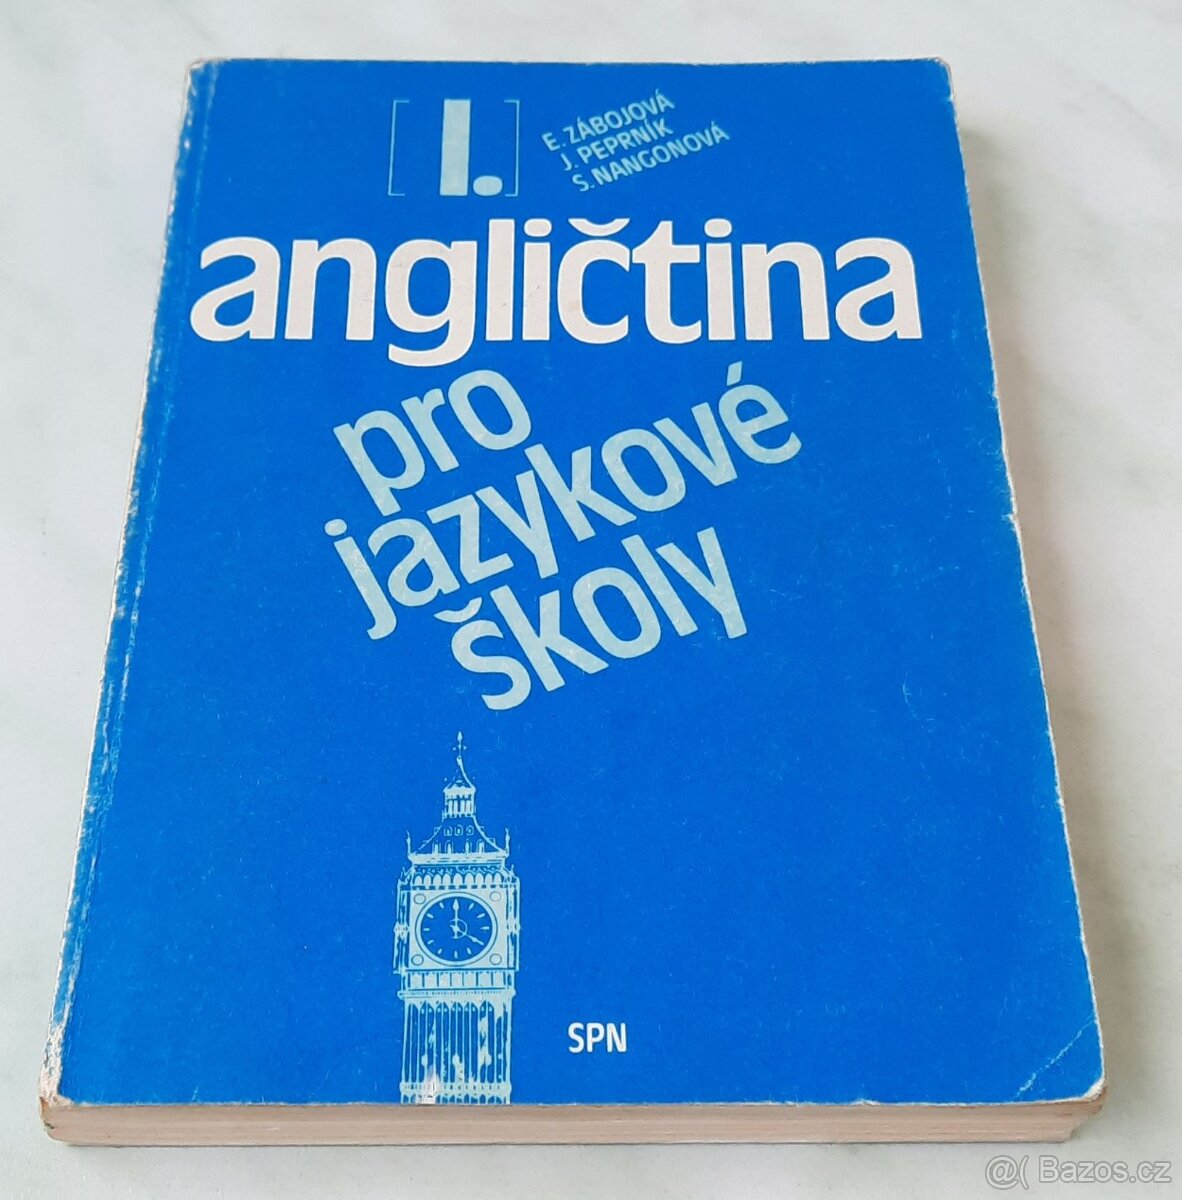 [I.]
E. ZÁBOJOVÁ
J. PEPRNÍK
S. NANGONOVÁ
angličtina
pro
jazykové
školy
SPN
@( Bazos.cz